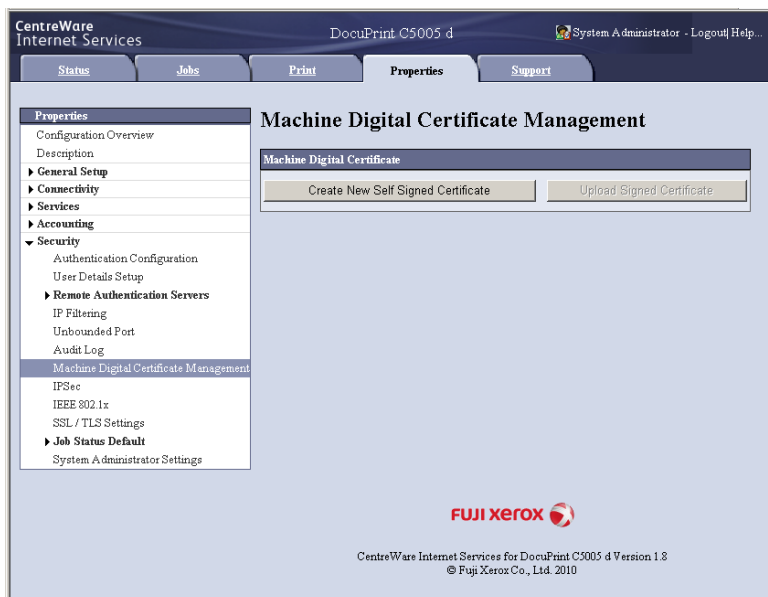 CentreWare
Internet Services
DocuPrint C5005 d
System Administrator - Logout| Help...
Status
Jobs
Print
Properties
Support
Properties
Configuration Overview
Description
General Setup
Connectivity
Services
Accounting
Security
Authentication Configuration
User Details Setup
Remote Authentication Servers
IP Filtering
Unbounded Port
Audit Log
Machine Digital Certificate Management
IPSec
IEEE 802.1x
SSL / TLS Settings
Job Status Default
System Administrator Settings
Machine Digital Certificate Management
Machine Digital Certificate
Create New Self Signed Certificate
Upload Signed Certificate
FUJI xerox
CentreWare Internet Services for DocuPrint C5005 d Version 1.8
© Fuji Xerox Co., Ltd. 2010